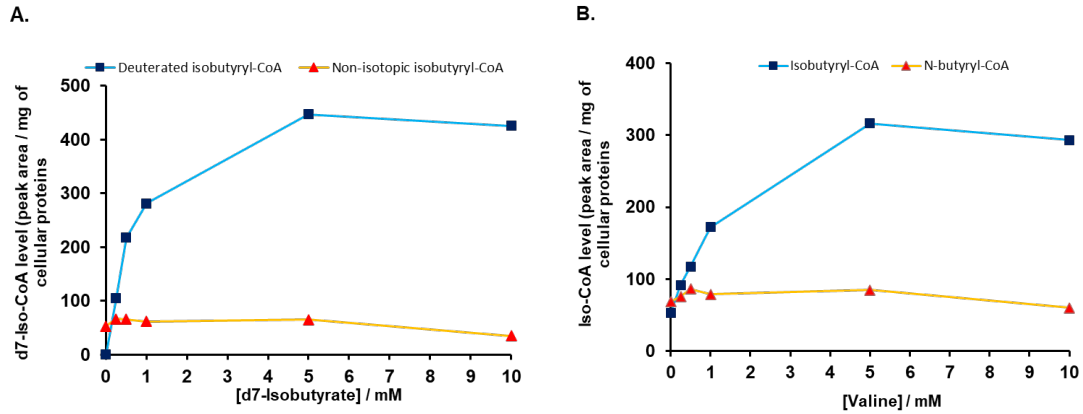 A.
Deuterated isobutyryl-CoA
Non-isotopic isobutyryl-CoA
d7-Iso-CoA level (peak area / mg of
cellular proteins
500
400
300
200
100
0
0 1 2 3 4 5 6 7 8 9 10
[d7-Isobutyrate] / mM
B.
Isobutyryl-CoA
N-butyryl-CoA
Iso-CoA level (peak area / mg of
cellular proteins
400
300
200
100
0
0 1 2 3 4 5 6 7 8 9 10
[Valine] / mM